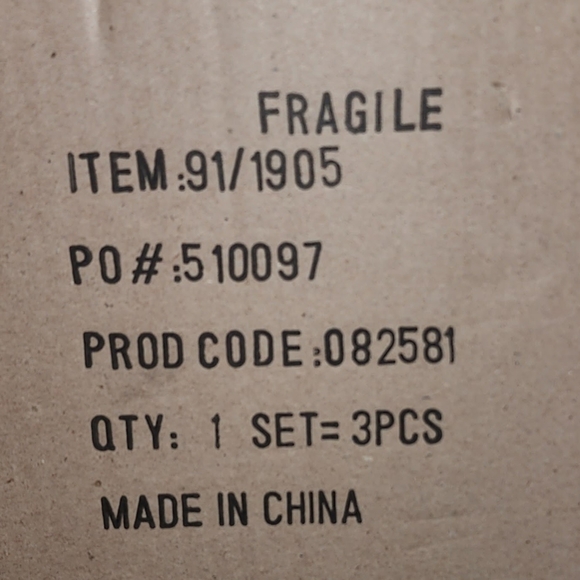 FRAGILE
ITEM:91/1905
PO#:510097
PROD CODE:082581
QTY: 1 SET= 3PCS
MADE IN CHINA